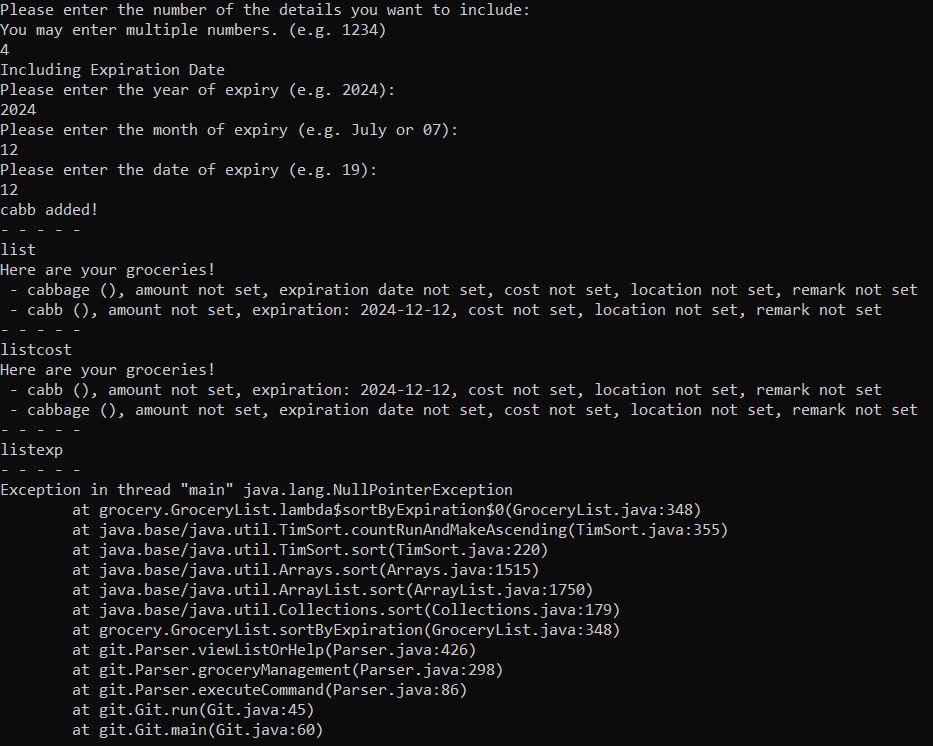 Please enter the number of the details you want to include:
You may enter multiple numbers. (e.g. 1234)
4
Including Expiration Date
Please enter the year of expiry (e.g. 2024):
2024
Please enter the month of expiry (e.g. July or 07):
12
Please enter the date of expiry (e.g. 19):
12
cabb added!
- - - - -
list
Here are your groceries!
 - cabbage (), amount not set, expiration date not set, cost not set, location not set, remark not set
 - cabb (), amount not set, expiration: 2024-12-12, cost not set, location not set, remark not set
- - - - -
listcost
Here are your groceries!
 - cabb (), amount not set, expiration: 2024-12-12, cost not set, location not set, remark not set
 - cabbage (), amount not set, expiration date not set, cost not set, location not set, remark not set
- - - - -
listexp
- - - - -
Exception in thread "main" java.lang.NullPointerException
        at grocery.GroceryList.lambda$sortByExpiration$0(GroceryList.java:348)
        at java.base/java.util.TimSort.countRunAndMakeAscending(TimSort.java:355)
        at java.base/java.util.TimSort.sort(TimSort.java:220)
        at java.base/java.util.Arrays.sort(Arrays.java:1515)
        at java.base/java.util.ArrayList.sort(ArrayList.java:1750)
        at java.base/java.util.Collections.sort(Collections.java:179)
        at grocery.GroceryList.sortByExpiration(GroceryList.java:348)
        at git.Parser.viewListOrHelp(Parser.java:426)
        at git.Parser.groceryManagement(Parser.java:298)
        at git.Parser.executeCommand(Parser.java:86)
        at git.Git.run(Git.java:45)
        at git.Git.main(Git.java:60)